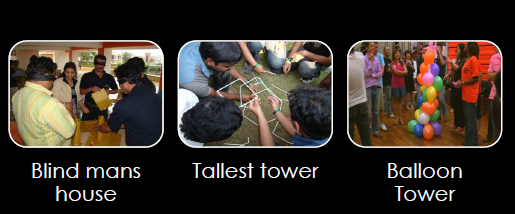 Blind mans
house
Tallest tower
Balloon
Tower